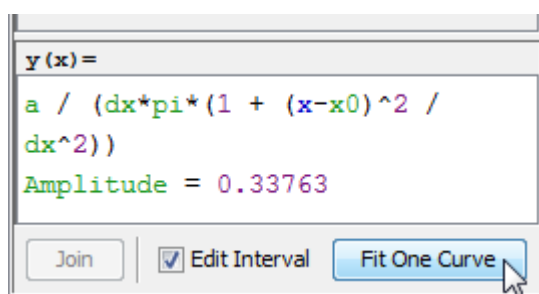 y(x)=
a / (dx*pi*(1 + (x-x0)^2 /
dx^2))
Amplitude = 0.33763
Join Edit Interval Fit One Curve